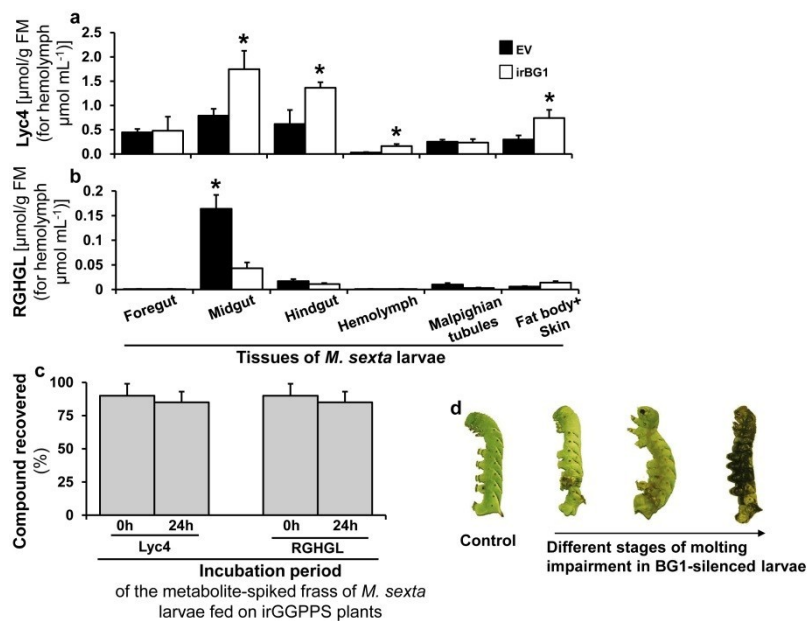 a
Lyc4 [µmol/g FM
(for hemolymph
µmol mL-1)]
2.5
2.0
1.5
1.0
0.5
0.0
*
*
*
*
EV
irBG1
b
RGHGL [µmol/g FM
(for hemolymph
µmol mL-1)]
0.2
0.15
0.1
0.05
0
*
Foregut
Midgut
Hindgut
Hemolymph
Malpighian
tubules
Fat body+
Skin
Tissues of M. sexta larvae
c
Compound recovered
(%)
100
75
50
25
0
0h 24h 0h 24h
Lyc4 RGHGL
Incubation period
of the metabolite-spiked frass of M. sexta
larvae fed on irGGPPS plants
d
Control
Different stages of molting
impairment in BG1-silenced larvae